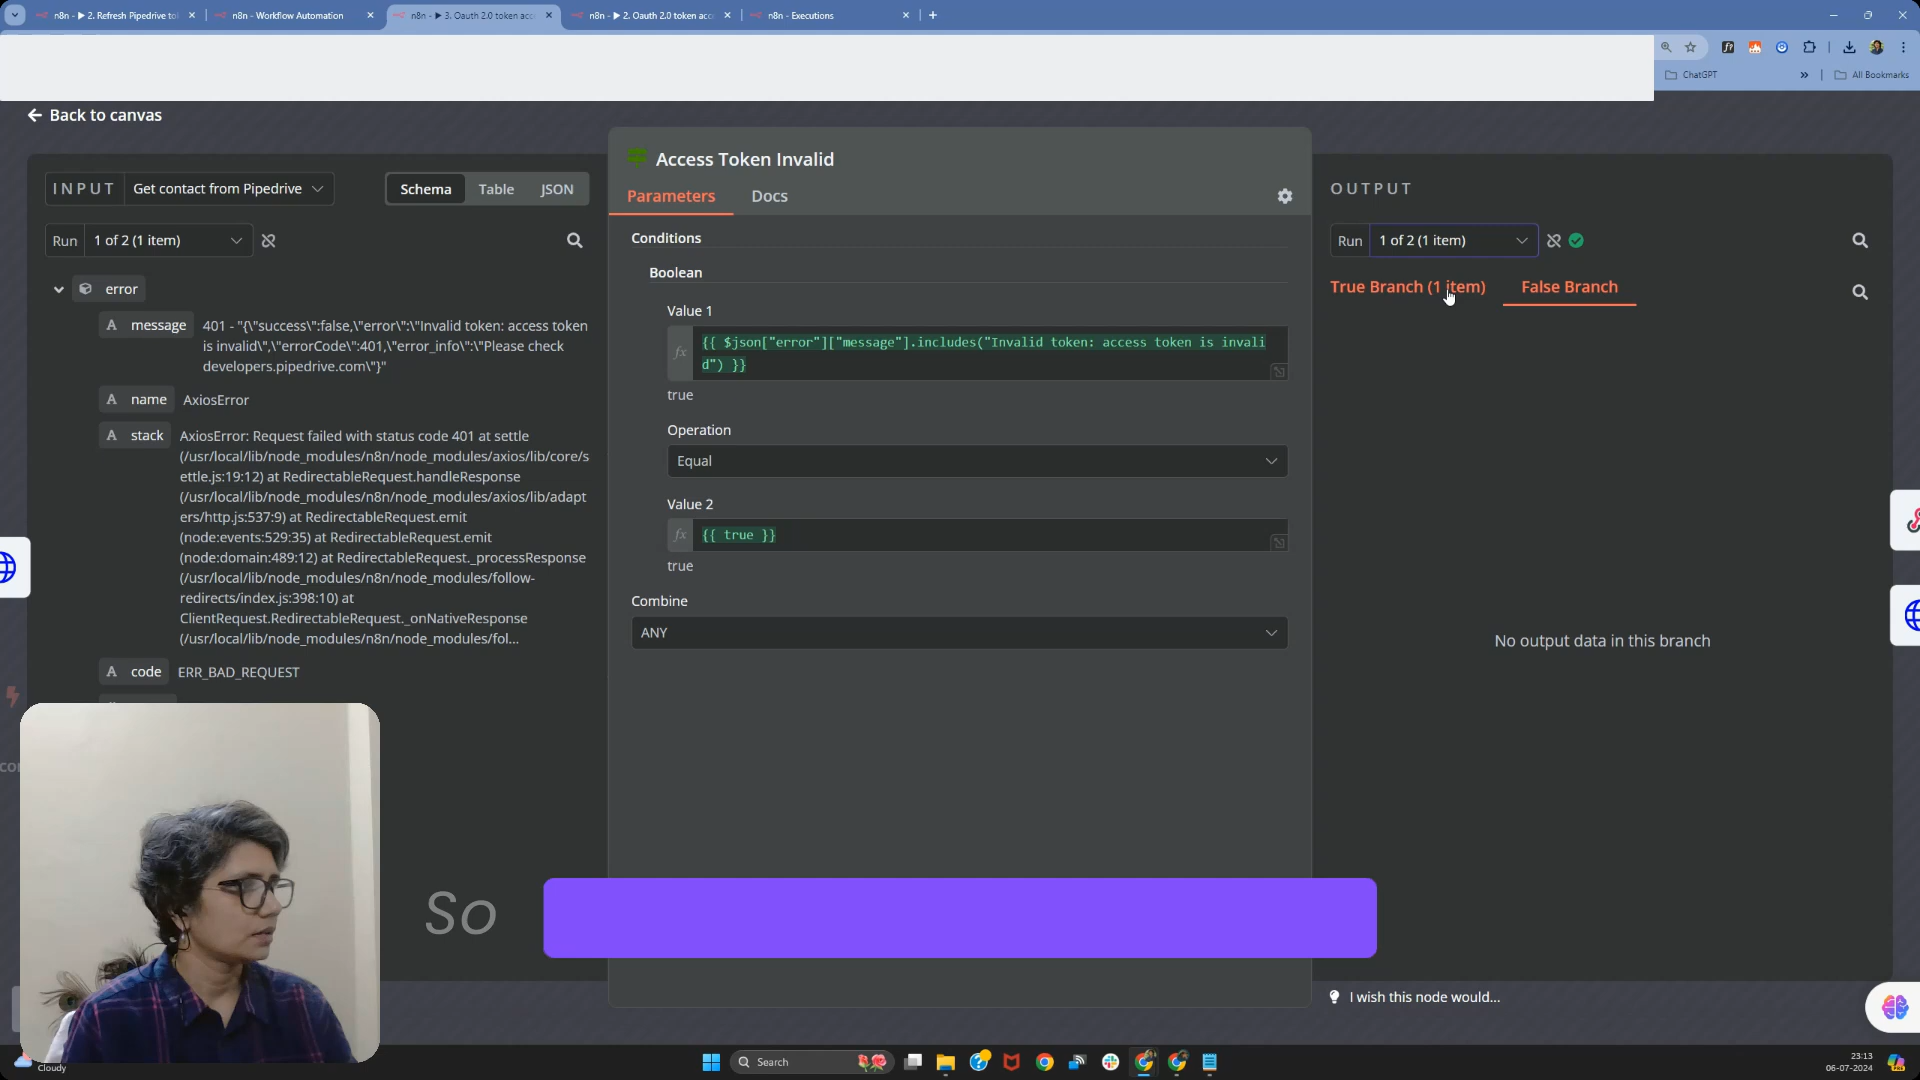 n8n - ▶ 2. Refresh Pipedrive to
n8n - Workflow Automation
n8n - ▶ 3. Oauth 2.0 token acc
n8n - ▶ 2. Oauth 2.0 token acc
n8n - Executions
ChatGPT
All Bookmarks
Back to canvas
Access Token Invalid
INPUT
Get contact from Pipedrive
Schema
Table
JSON
Parameters
Docs
OUTPUT
Run
1 of 2 (1 item)
Run
1 of 2 (1 item)
Conditions
Boolean
True Branch (1 item)
False Branch
error
A message
401 - "{\"success\":false,\"error\":\"Invalid token: access token
is invalid\",\"errorCode\":401,\"error_info\":\"Please check
developers.pipedrive.com\"}"
A name
AxiosError
A stack
AxiosError: Request failed with status code 401 at settle
(/usr/local/lib/node_modules/n8n/node_modules/axios/lib/core/s
ettle.js:19:12) at RedirectableRequest.handleResponse
(/usr/local/lib/node_modules/n8n/node_modules/axios/lib/adapt
ers/http.js:537:9) at RedirectableRequest.emit
(node:events:529:35) at RedirectableRequest.emit
(node:domain:489:12) at RedirectableRequest._processResponse
(/usr/local/lib/node_modules/n8n/node_modules/follow-
redirects/index.js:398:10) at
ClientRequest.RedirectableRequest._onNativeResponse
(/usr/local/lib/node_modules/n8n/node_modules/fol...
A code
ERR_BAD_REQUEST
Value 1
fx
{{ $json["error"]["message"].includes("Invalid token: access token is invali
d") }}
true
Operation
Equal
Value 2
fx
{{ true }}
true
Combine
ANY
No output data in this branch
So
I wish this node would...
Cloudy
Search
23:13
06-07-2024